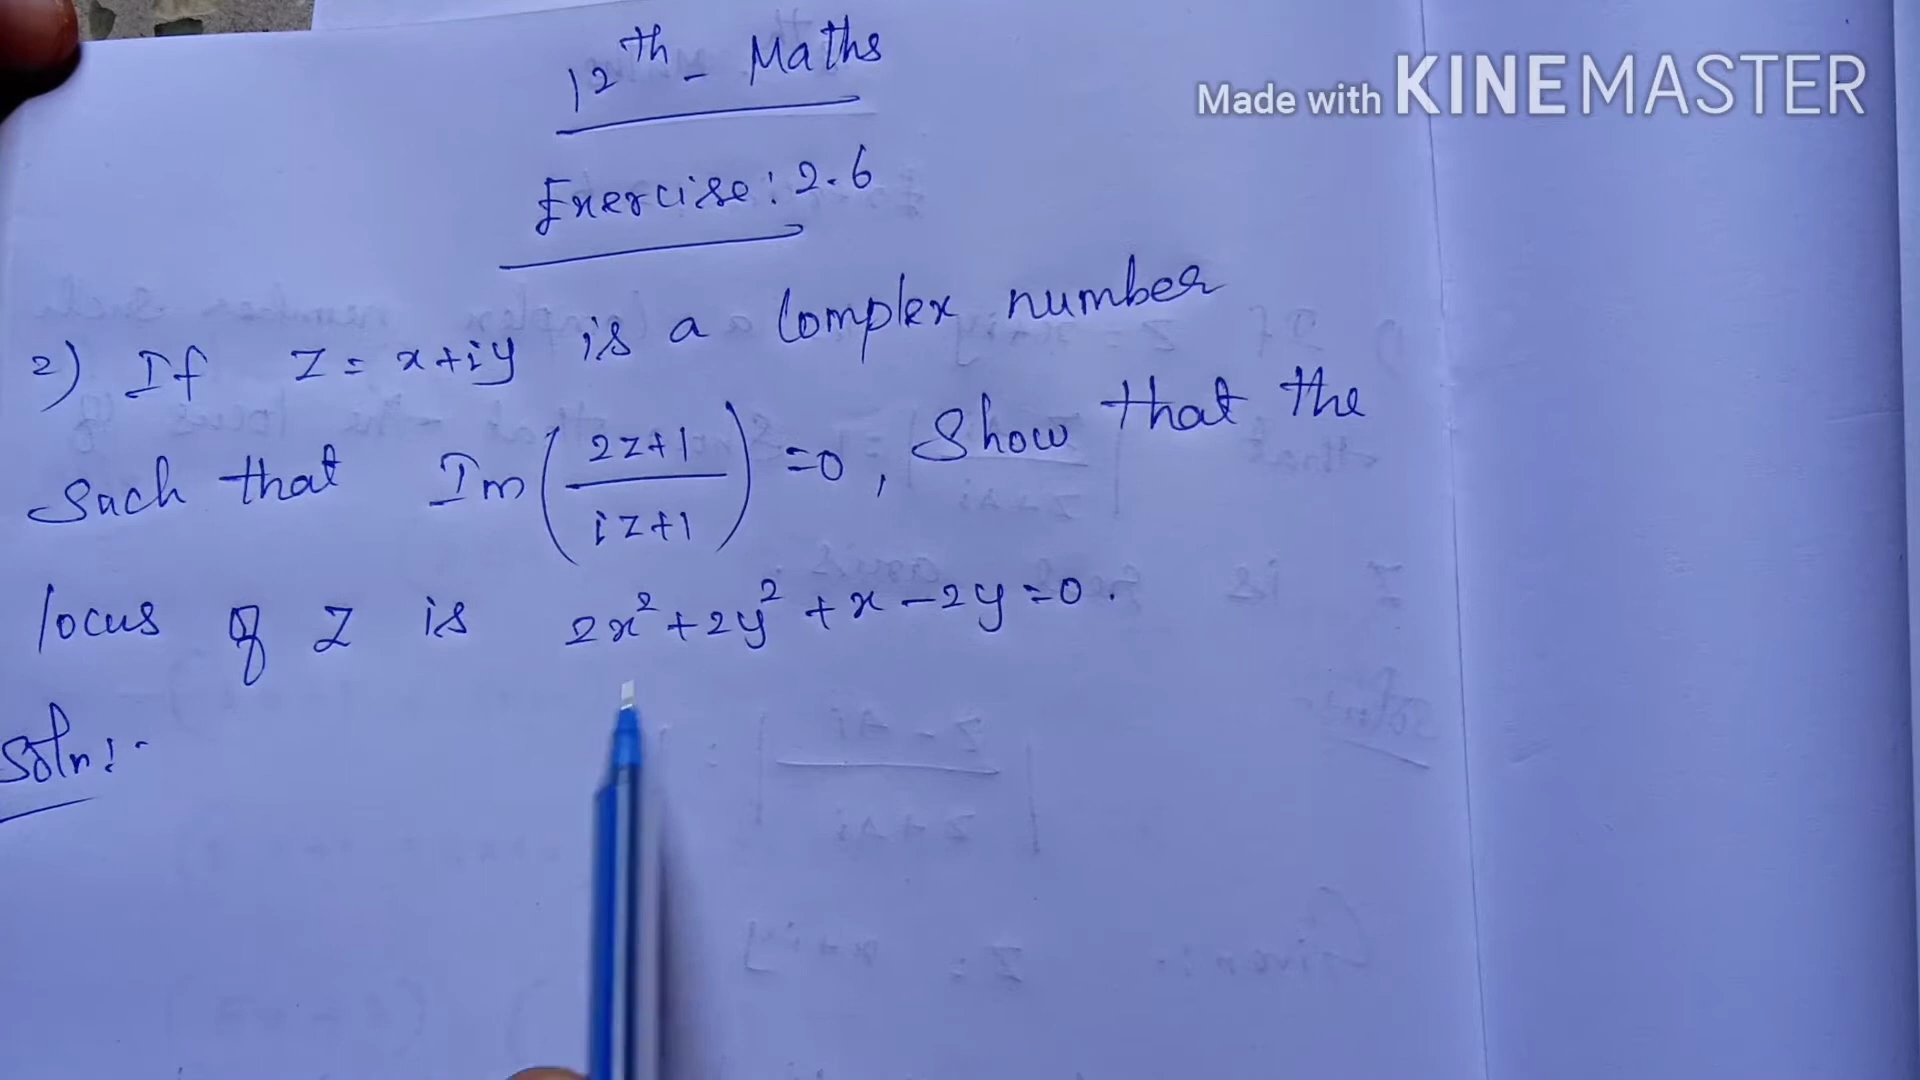 12th - Maths
Made with KINEMASTER
Exercise: 2.6
2) If z = x+iy is a Complex number
Such that Im(2z+1/iz+1) =0, Show that the
locus of z is 2x²+2y²+x-2y=0.
Soln:-